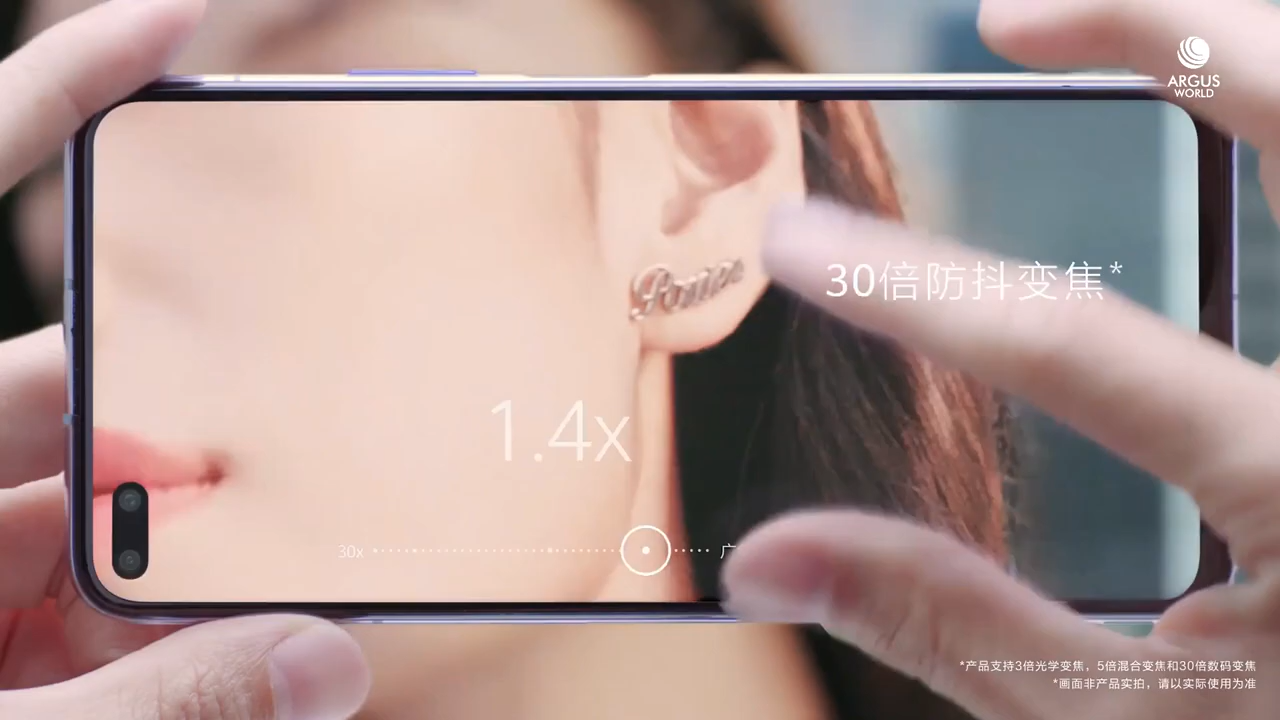 ARGUS
WORLD
30倍防抖变焦*
1.4x
30x
广
*产品支持3倍光学变焦，5倍混合变焦和30倍数码变焦
*画面非产品实拍，请以实际使用为准